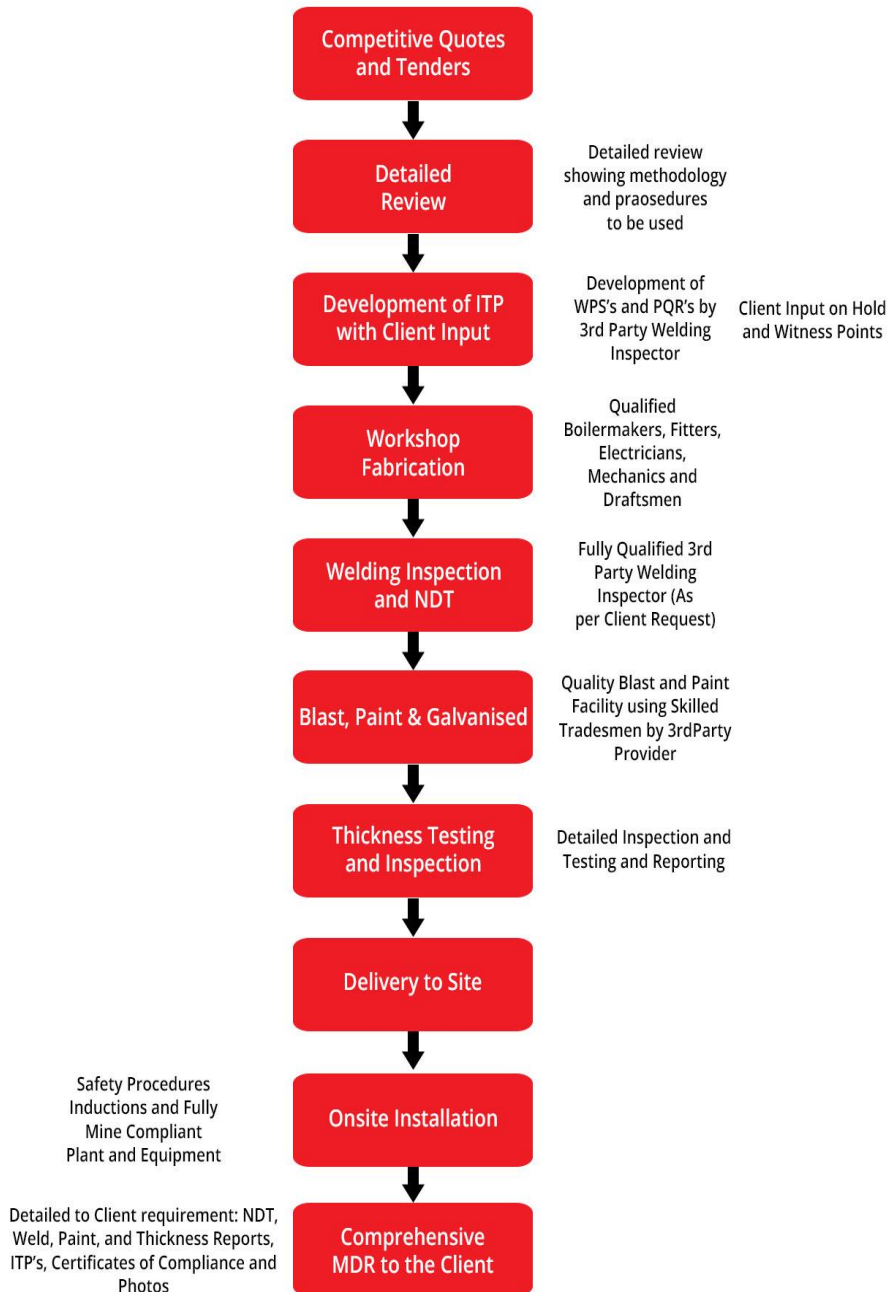 Competitive Quotes
and Tenders
Detailed
Review
Detailed review
showing methodology
and praosedures
to be used
Development of ITP
with Client Input
Development of
WPS's and PQR's by
3rd Party Welding
Inspector
Client Input on Hold
and Witness Points
Workshop
Fabrication
Qualified
Boilermakers, Fitters,
Electricians,
Mechanics and
Draftsmen
Welding Inspection
and NDT
Fully Qualified 3rd
Party Welding
Inspector (As
per Client Request)
Blast, Paint & Galvanised
Quality Blast and Paint
Facility using Skilled
Tradesmen by 3rdParty
Provider
Thickness Testing
and Inspection
Detailed Inspection and
Testing and Reporting
Delivery to Site
Safety Procedures
Inductions and Fully
Mine Compliant
Plant and Equipment
Onsite Installation
Detailed to Client requirement: NDT,
Weld, Paint, and Thickness Reports,
ITP's, Certificates of Compliance and
Photos
Comprehensive
MDR to the Client